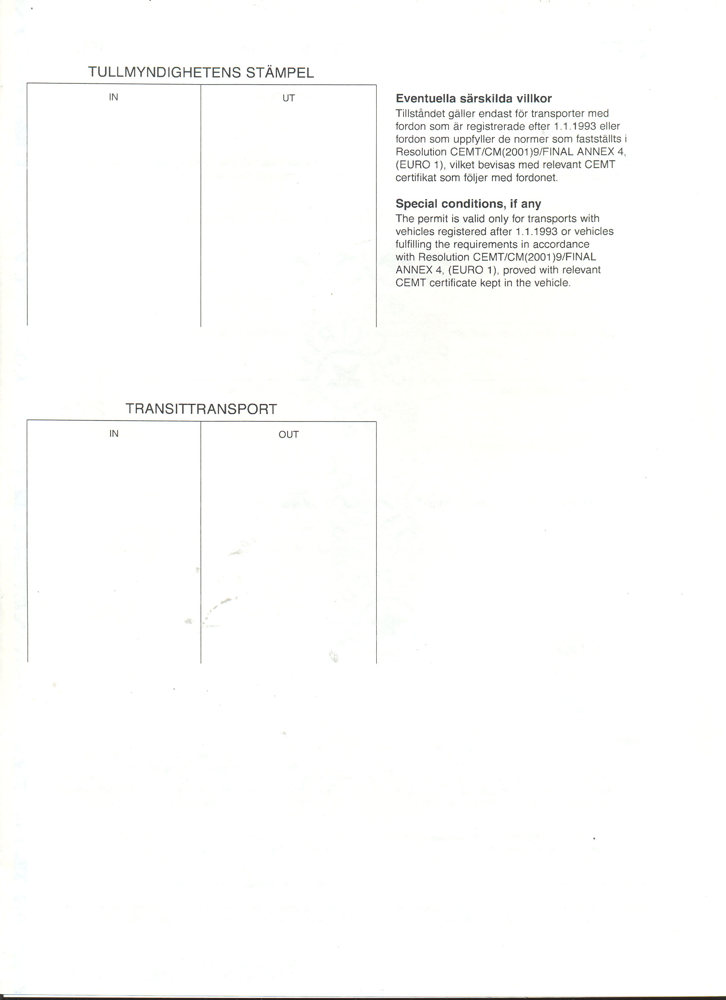 TULLMYNDIGHETENS STÄMPEL
IN
UT
Eventuella särskilda villkor
Tillståndet gäller endast för transporter med
fordon som är registrerade efter 1.1.1993 eller
fordon som uppfyller de normer som fastställts i
Resolution CEMT/CM(2001)9/FINAL ANNEX 4,
(EURO 1), vilket bevisas med relevant CEMT
certifikat som följer med fordonet.
Special conditions, if any
The permit is valid only for transports with
vehicles registered after 1.1.1993 or vehicles
fulfilling the requirements in accordance
with Resolution CEMT/CM(2001)9/FINAL
ANNEX 4, (EURO 1), proved with relevant
CEMT certificate kept in the vehicle.
TRANSITTRANSPORT
IN
OUT